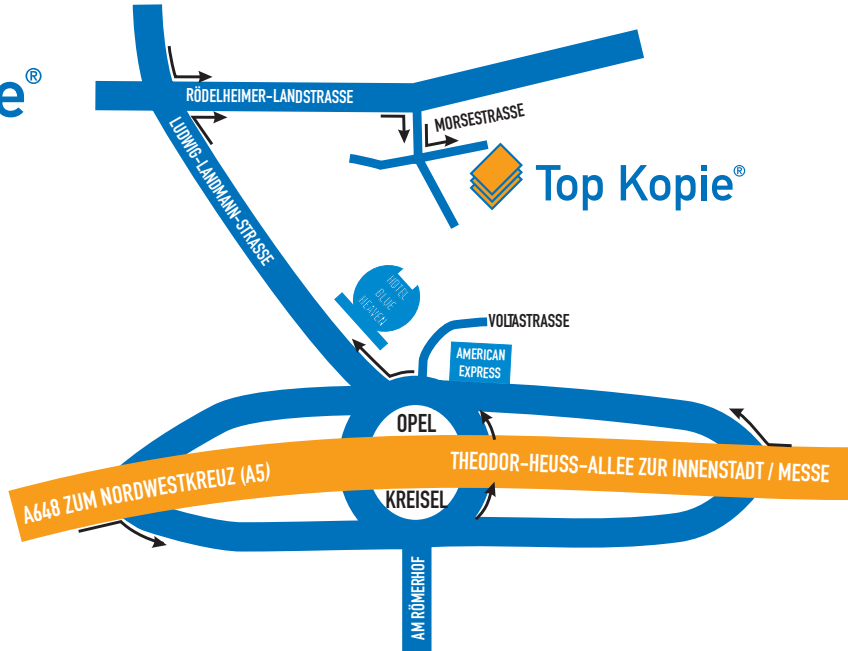 e®
RÖDELHEIMER-LANDSTRASSE
MORSESTRASSE
LUDWIG-LANDMANN-STRASSE
Top Kopie®
HOTEL
BLUE
HEAVEN
VOLTASTRASSE
AMERICAN
EXPRESS
OPEL
KREISEL
THEODOR-HEUSS-ALLEE ZUR INNENSTADT / MESSE
A648 ZUM NORDWESTKREUZ (A5)
AM RÖMERHOF